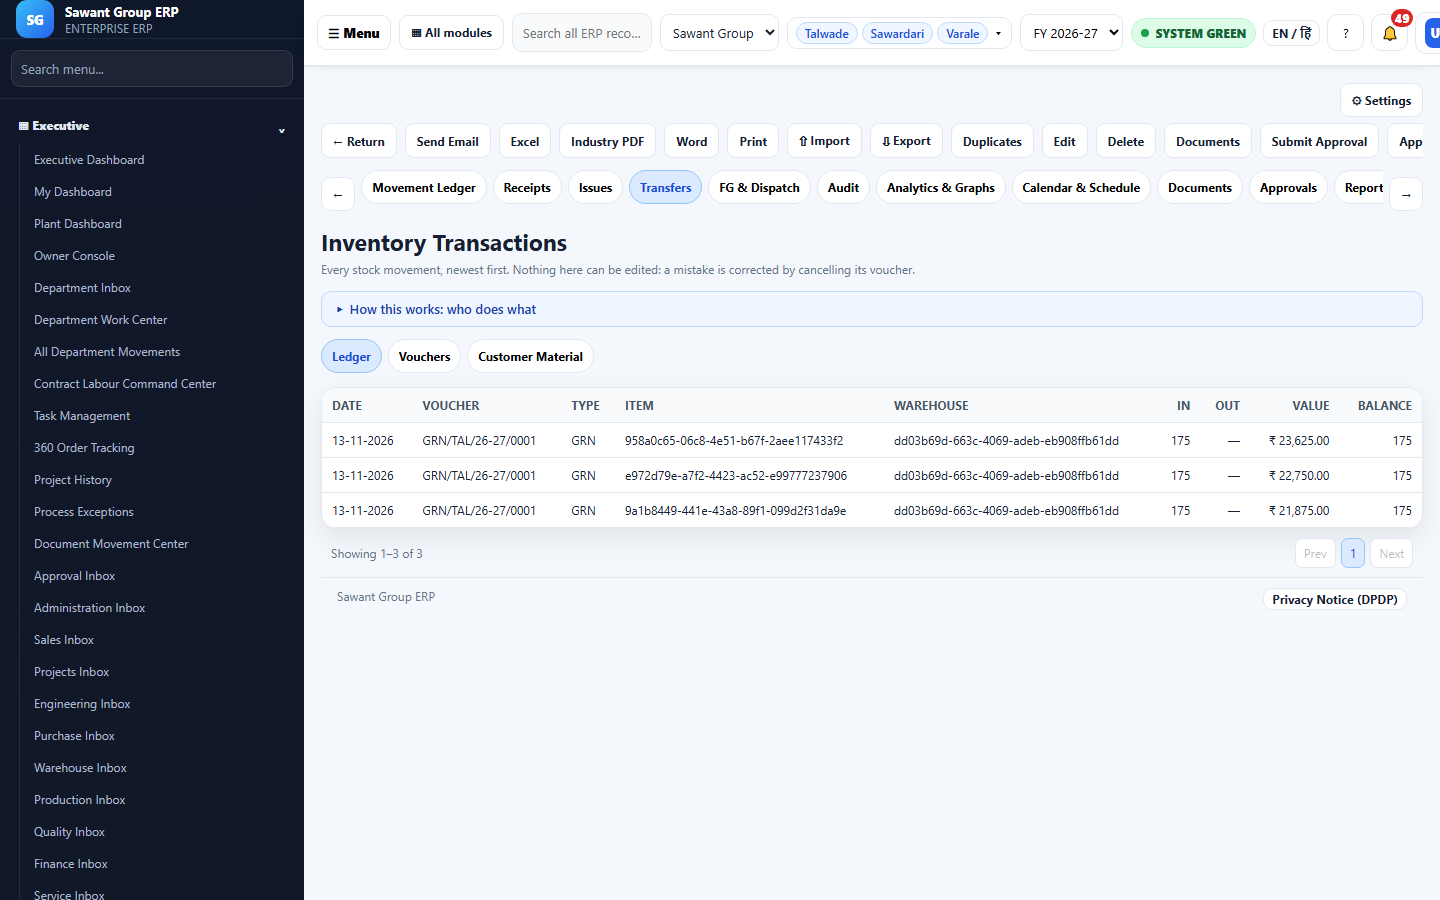 SG
Sawant Group ERP
ENTERPRISE ERP
☰ Menu
All modules
Search all ERP reco...
Sawant Group
Talwade Sawardari Varale
FY 2026-27
SYSTEM GREEN
EN / हिं
?
49
U
Search menu...
Settings
Executive
Executive Dashboard
My Dashboard
Plant Dashboard
Owner Console
Department Inbox
Department Work Center
All Department Movements
Contract Labour Command Center
Task Management
360 Order Tracking
Project History
Process Exceptions
Document Movement Center
Approval Inbox
Administration Inbox
Sales Inbox
Projects Inbox
Engineering Inbox
Purchase Inbox
Warehouse Inbox
Production Inbox
Quality Inbox
Finance Inbox
Service Inbox
← Return Send Email Excel Industry PDF Word Print ⇧ Import ⇩ Export Duplicates Edit Delete Documents Submit Approval App
← Movement Ledger Receipts Issues Transfers FG & Dispatch Audit Analytics & Graphs Calendar & Schedule Documents Approvals Report →
Inventory Transactions
Every stock movement, newest first. Nothing here can be edited: a mistake is corrected by cancelling its voucher.
▸ How this works: who does what
Ledger Vouchers Customer Material
DATE VOUCHER TYPE ITEM WAREHOUSE IN OUT VALUE BALANCE
13-11-2026 GRN/TAL/26-27/0001 GRN 958a0c65-06c8-4e51-b67f-2aee117433f2 dd03b69d-663c-4069-adeb-eb908ffb61dd 175 — ₹ 23,625.00 175
13-11-2026 GRN/TAL/26-27/0001 GRN e972d79e-a7f2-4423-ac52-e99777237906 dd03b69d-663c-4069-adeb-eb908ffb61dd 175 — ₹ 22,750.00 175
13-11-2026 GRN/TAL/26-27/0001 GRN 9a1b8449-441e-43a8-89f1-099d2f31da9e dd03b69d-663c-4069-adeb-eb908ffb61dd 175 — ₹ 21,875.00 175
Showing 1–3 of 3
Prev 1 Next
Sawant Group ERP
Privacy Notice (DPDP)